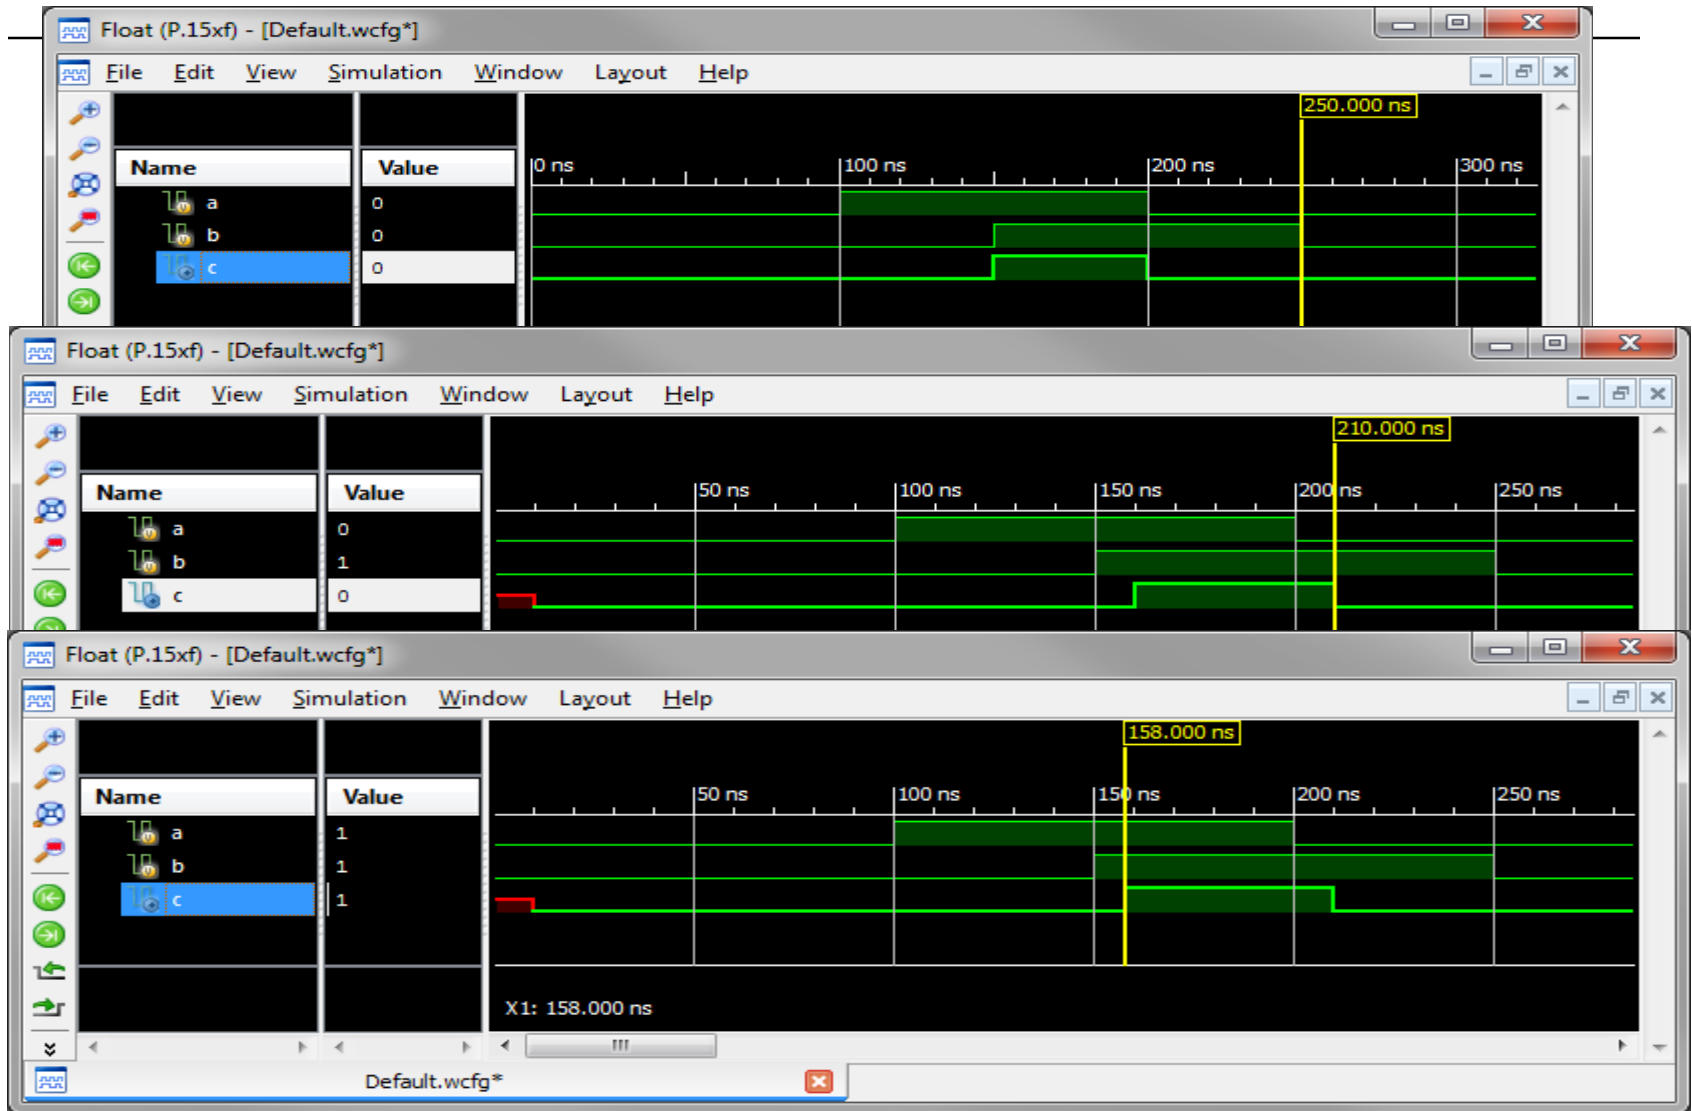 Float (P.15xf) - [Default.wcfg*]
File Edit View Simulation Window Layout Help
250.000 ns
Name Value 0 ns 100 ns 200 ns 300 ns
a 0
b 0
c 0
Float (P.15xf) - [Default.wcfg*]
File Edit View Simulation Window Layout Help
210.000 ns
Name Value 50 ns 100 ns 150 ns 200 ns 250 ns
a 0
b 1
c 0
Float (P.15xf) - [Default.wcfg*]
File Edit View Simulation Window Layout Help
158.000 ns
Name Value 50 ns 100 ns 150 ns 200 ns 250 ns
a 1
b 1
c 1
X1: 158.000 ns
Default.wcfg*